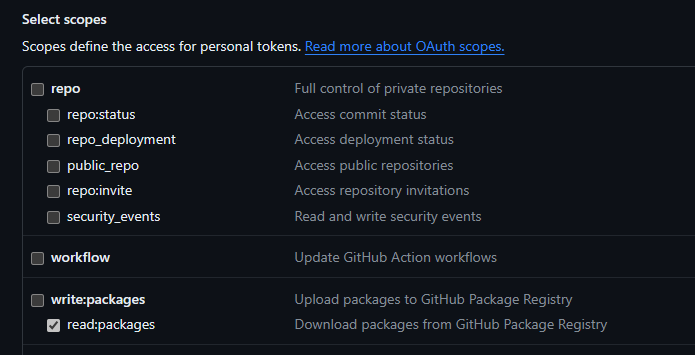 Select scopes
Scopes define the access for personal tokens. Read more about OAuth scopes.
repo Full control of private repositories
repo:status Access commit status
repo_deployment Access deployment status
public_repo Access public repositories
repo:invite Access repository invitations
security_events Read and write security events
workflow Update GitHub Action workflows
write:packages Upload packages to GitHub Package Registry
read:packages Download packages from GitHub Package Registry